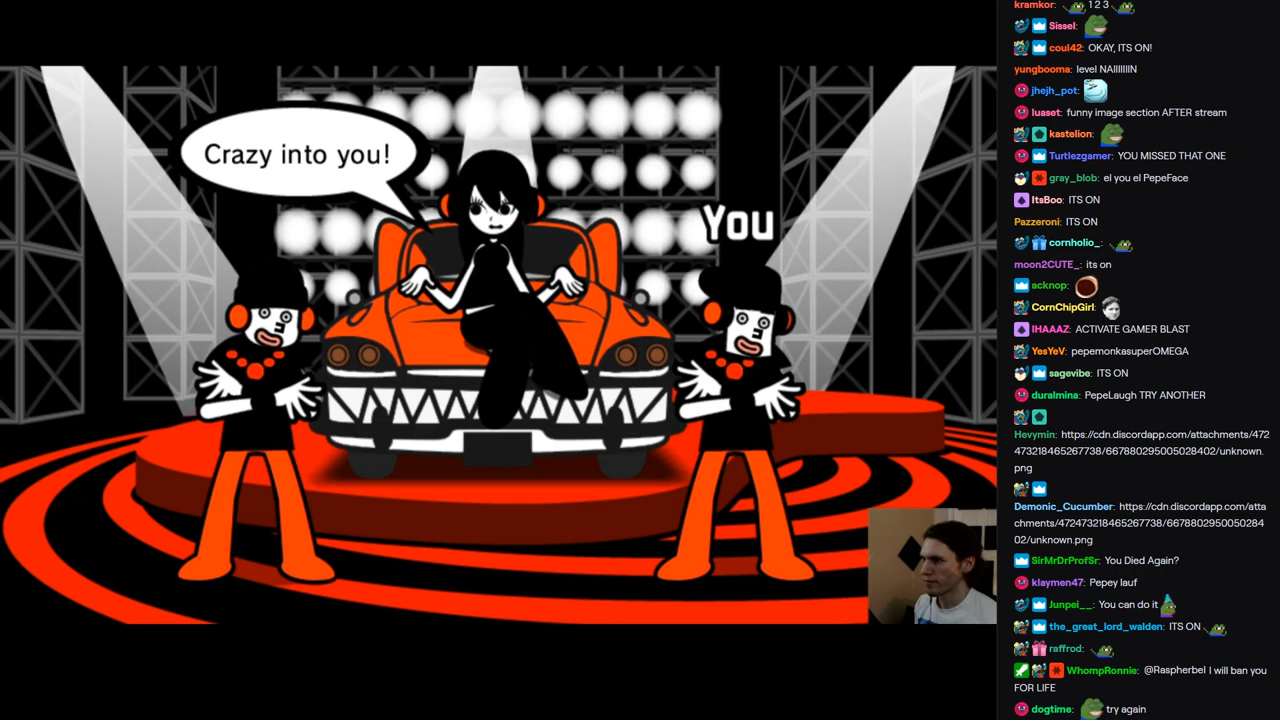 Crazy into you!
You
kramkor: 1 2 3
Sissel:
coul42: OKAY, ITS ON!
yungbooma: level NAIIIIIIN
jhejh_pot:
luaset: funny image section AFTER stream
kastelion:
Turtlezgamer: YOU MISSED THAT ONE
gray_blob: el you el PepeFace
ItsBoo: ITS ON
Pazzeroni: ITS ON
cornholio_:
moon2CUTE_: its on
acknop:
CornChipGirl:
IHAAAZ: ACTIVATE GAMER BLAST
YesYeV: pepemonkasuperOMEGA
sagevibe: ITS ON
duralmina: PepeLaugh TRY ANOTHER
Hevymin: https://cdn.discordapp.com/attachments/472
473218465267738/667880295005028402/unknown.
png
Demonic_Cucumber: https://cdn.discordapp.com/atta
chments/472473218465267738/6678802950050284
02/unknown.png
SirMrDrProfSr: You Died Again?
klaymen47: Pepey lauf
Junpei__: You can do it
the_great_lord_walden: ITS ON
raffrod:
WhompRonnie: @Raspherbel I will ban you
FOR LIFE
dogtime: try again